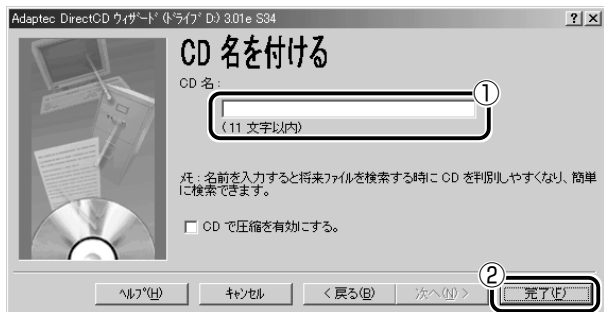 Adaptec DirectCD ウィザード (ドライブ D:) 3.01e S34
CD 名を付ける
CD 名 :
①
(11 文字以内)
メモ : 名前を入力すると将来ファイルを検索する時に CD を判別しやすくなり、簡単
に検索できます。
CD で圧縮を有効にする。
②
ヘルプ(H) キャンセル < 戻る(B) 次へ(N) > 完了(F)